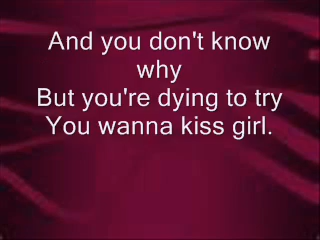 And you don't know
why
But you're dying to try
You wanna kiss girl.